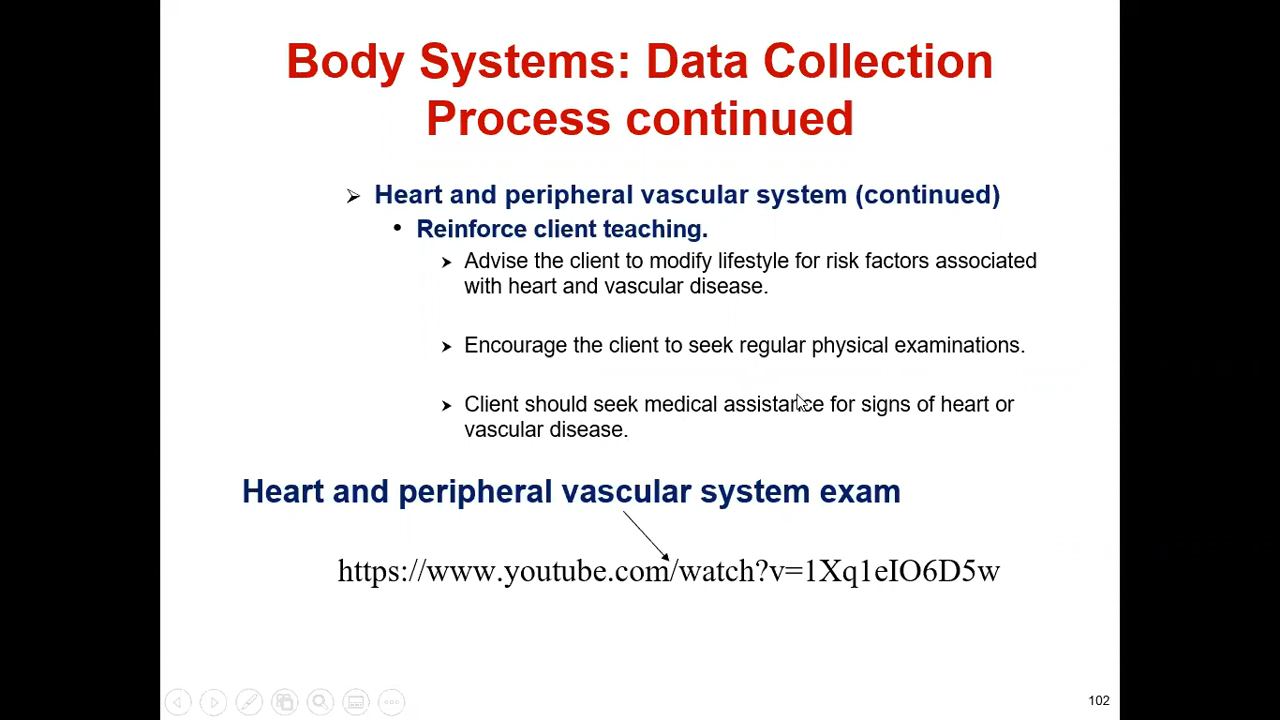 Body Systems: Data Collection
Process continued
Heart and peripheral vascular system (continued)
Reinforce client teaching.
Advise the client to modify lifestyle for risk factors associated
with heart and vascular disease.
Encourage the client to seek regular physical examinations.
Client should seek medical assistance for signs of heart or
vascular disease.
Heart and peripheral vascular system exam
https://www.youtube.com/watch?v=1Xq1eIO6D5w
102